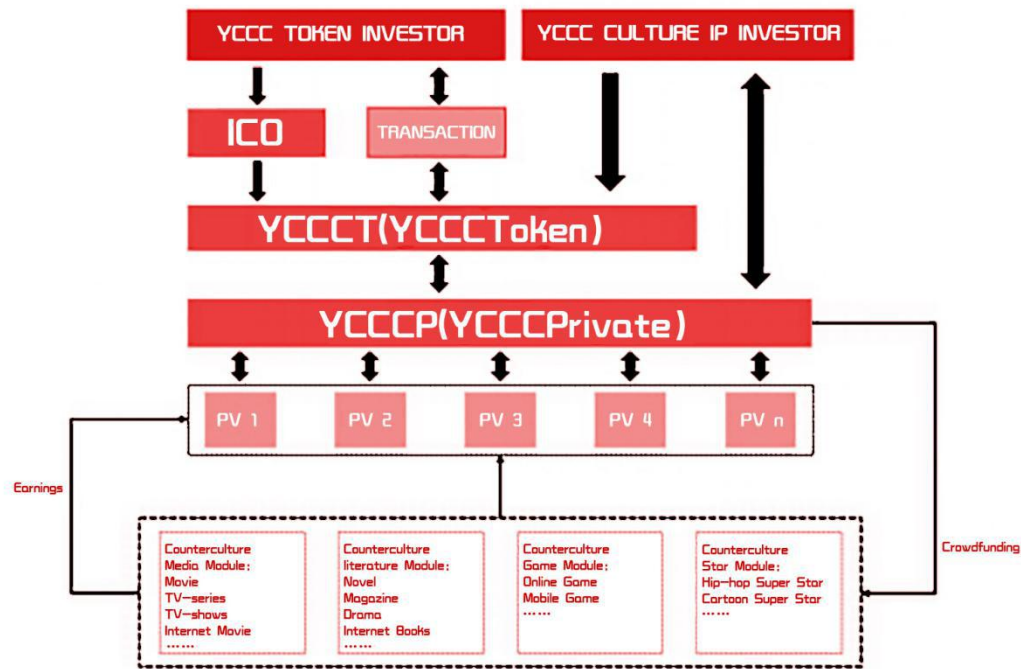 YCCC TOKEN INVESTOR
YCCC CULTURE IP INVESTOR
ICO
TRANSACTION
YCCCT(YCCCToken)
YCCCP(YCCCPrivate)
PV 1
PV 2
PV 3
PV 4
PV n
Earnings
Crowdfunding
Counterculture
Media Module:
Movie
TV-series
TV-shows
Internet Movie
······
Counterculture
literature Module:
Novel
Magazine
Drama
Internet Books
······
Counterculture
Game Module:
Online Game
Mobile Game
······
Counterculture
Star Module:
Hip-hop Super Star
Cartoon Super Star
······